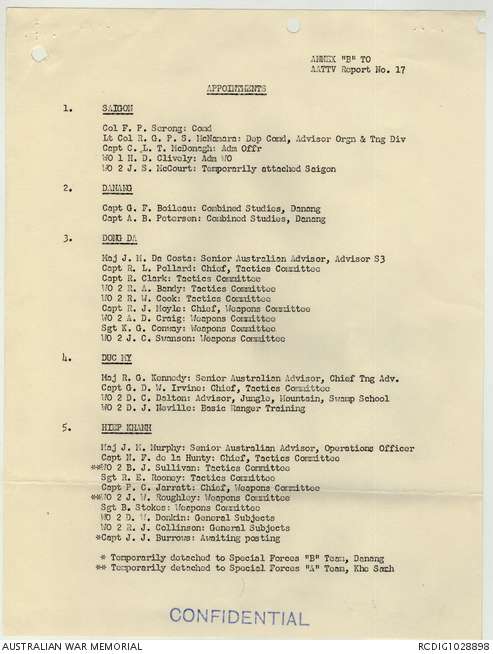 ANNEX "B" TO
AATTV Report No. 17
APPOINTMENTS
1. SAIGON
Col F. P. Serong: Comd
Lt Col R. G. P. S. McNamara: Dep Comd, Advisor Orgn & Tng Div
Capt C. L. T. McDonagh: Adm Offr
WO 1 H. D. Clively: Adm WO
WO 2 J. S. McCourt: Temporarily attached Saigon
2. DANANG
Capt G. F. Boileau: Combined Studies, Danang
Capt A. B. Petersen: Combined Studies, Danang
3. DONG DA
Maj J. M. Da Costa: Senior Australian Advisor, Advisor S3
Capt R. L. Pollard: Chief, Tactics Committee
Capt R. Clark: Tactics Committee
WO 2 R. A. Bandy: Tactics Committee
WO 2 R. W. Cook: Tactics Committee
Capt R. J. Moyle: Chief, Weapons Committee
WO 2 A. D. Craig: Weapons Committee
Sgt K. G. Conway: Weapons Committee
WO 2 J. C. Swanson: Weapons Committee
4. DUC MY
Maj R. G. Kennedy: Senior Australian Advisor, Chief Tng Adv.
Capt G. D. W. Irvine: Chief, Tactics Committee
WO 2 D. C. Dalton: Advisor, Jungle, Mountain, Swamp School
WO 2 D. J. Neville: Basic Ranger Training
5. HIEP KHANH
Maj J. M. Murphy: Senior Australian Advisor, Operations Officer
Capt N. F. de la Hunty: Chief, Tactics Committee
**WO 2 B. J. Sullivan: Tactics Committee
Sgt R. E. Rooney: Tactics Committee
Capt P. C. Jarratt: Chief, Weapons Committee
**WO 2 J. W. Roughley: Weapons Committee
Sgt B. Stokes: Weapons Committee
WO 2 D. W. Donkin: General Subjects
WO 2 R. J. Collinson: General Subjects
*Capt J. J. Burrows: Awaiting posting
* Temporarily detached to Special Forces "B" Team, Danang
** Temporarily detached to Special Forces "A" Team, Khe Sanh
CONFIDENTIAL
AUSTRALIAN WAR MEMORIAL
RCDIG1028898